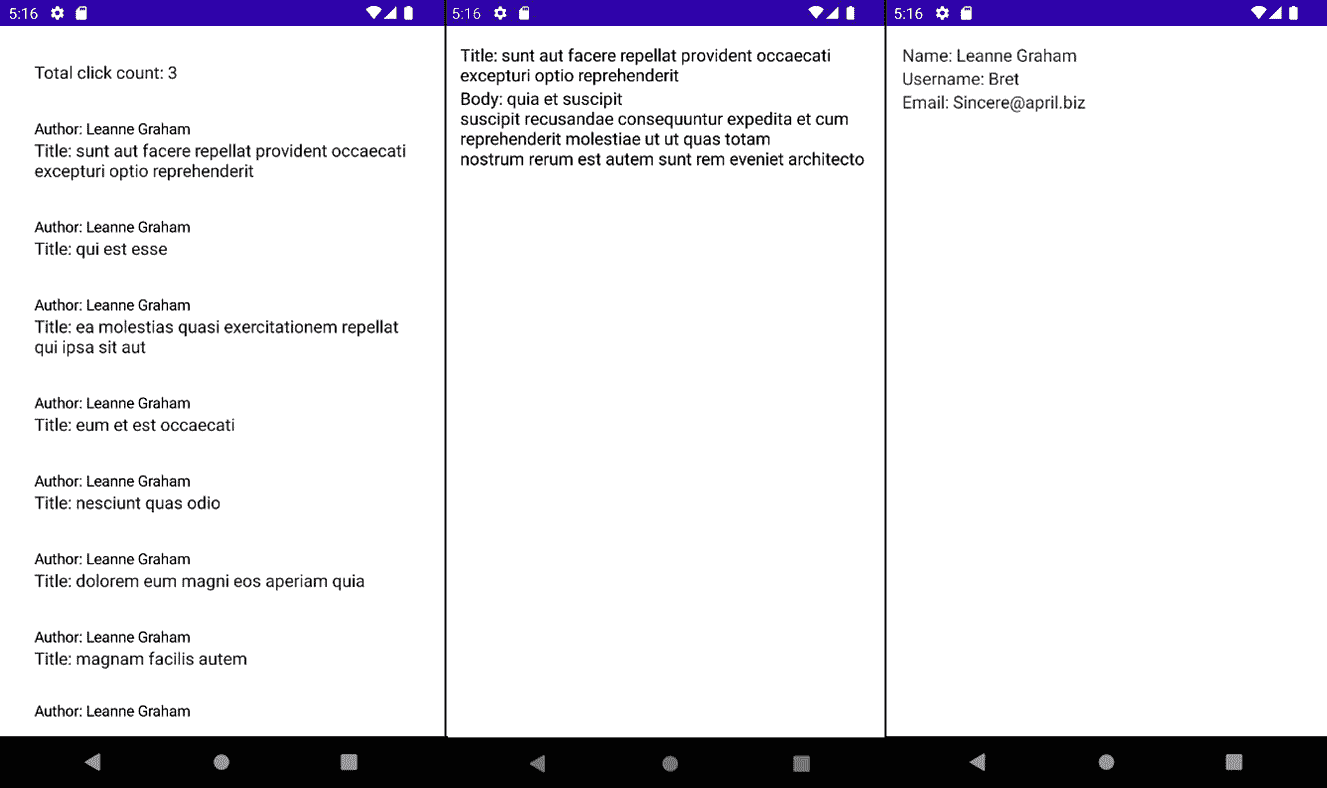 5:16
Total click count: 3
Author: Leanne Graham
Title: sunt aut facere repellat provident occaecati
excepturi optio reprehenderit
Author: Leanne Graham
Title: qui est esse
Author: Leanne Graham
Title: ea molestias quasi exercitationem repellat
qui ipsa sit aut
Author: Leanne Graham
Title: eum et est occaecati
Author: Leanne Graham
Title: nesciunt quas odio
Author: Leanne Graham
Title: dolorem eum magni eos aperiam quia
Author: Leanne Graham
Title: magnam facilis autem
Author: Leanne Graham
5:16
Title: sunt aut facere repellat provident occaecati
excepturi optio reprehenderit
Body: quia et suscipit
suscipit recusandae consequuntur expedita et cum
reprehenderit molestiae ut ut quas totam
nostrum rerum est autem sunt rem eveniet architecto
5:16
Name: Leanne Graham
Username: Bret
Email: Sincere@april.biz